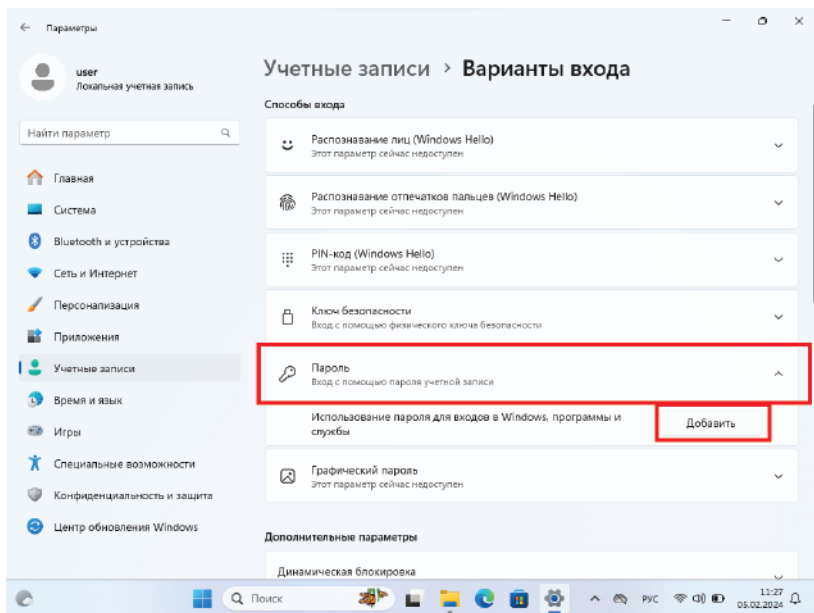 Параметры
user
Локальная учетная запись
Найти параметр
Главная
Система
Bluetooth и устройства
Сеть и Интернет
Персонализация
Приложения
Учетные записи
Время и язык
Игры
Специальные возможности
Конфиденциальность и защита
Центр обновления Windows
Учетные записи > Варианты входа
Способы входа
Распознавание лиц (Windows Hello)
Этот параметр сейчас недоступен
Распознавание отпечатков пальцев (Windows Hello)
Этот параметр сейчас недоступен
PIN-код (Windows Hello)
Этот параметр сейчас недоступен
Ключ безопасности
Вход с помощью физического ключа безопасности
Пароль
Вход с помощью пароля учетной записи
Использование пароля для входов в Windows, программы и
службы
Добавить
Графический пароль
Этот параметр сейчас недоступен
Дополнительные параметры
Динамическая блокировка
Поиск
РУС
11:27
05.02.2024